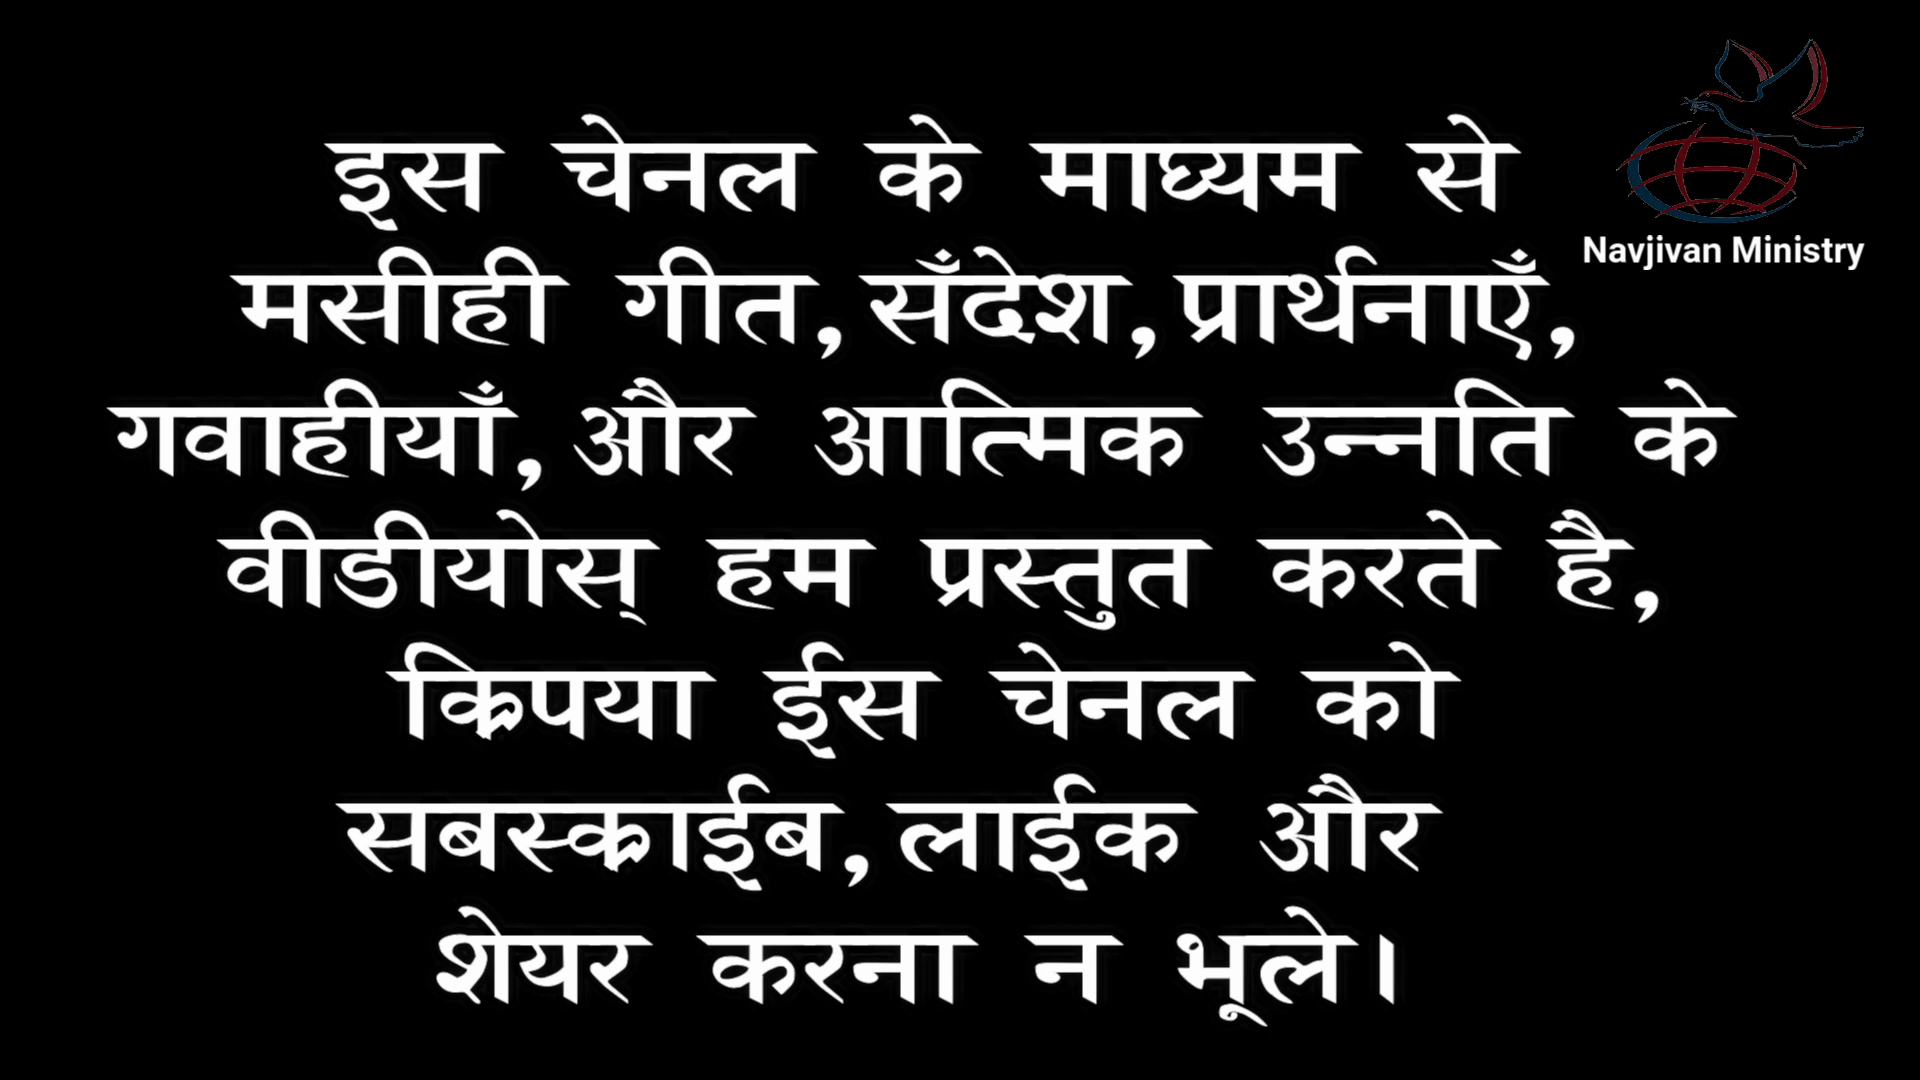 इस चेनल के माघ्यम से
Navjivan Ministry
मसीही गीत,सँदेश,प्रार्थनाएँ,
गवाहीयाँ,और आत्मिक उन्नति के
वीडीयोस् हम प्रस्तुत करते है,
क्रिपया ईस चेनल को
सबस्क्राईब,लाईक और
शेयर करना न भूले।